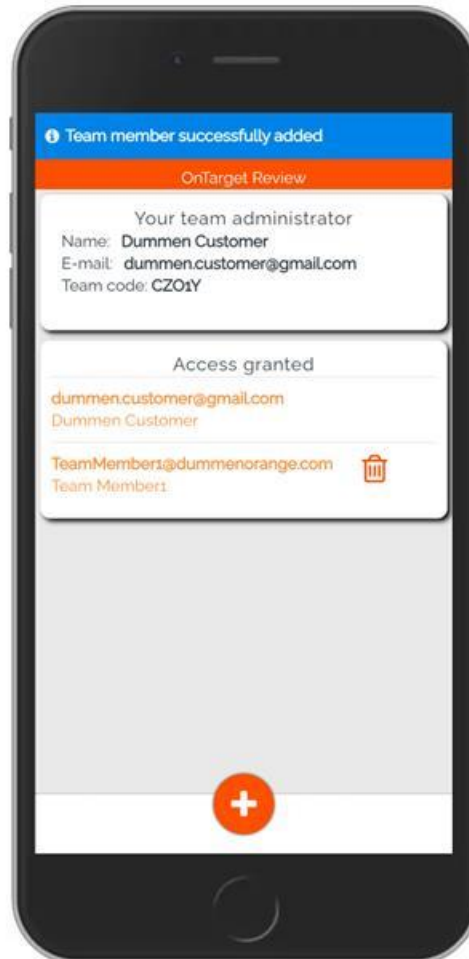 Team member successfully added
OnTarget Review
Your team administrator
Name: Dummen Customer
E-mail: dummen.customer@gmail.com
Team code: CZO1Y
Access granted
dummen.customer@gmail.com
Dummen Customer
TeamMember1@dummenorange.com
Team Member1